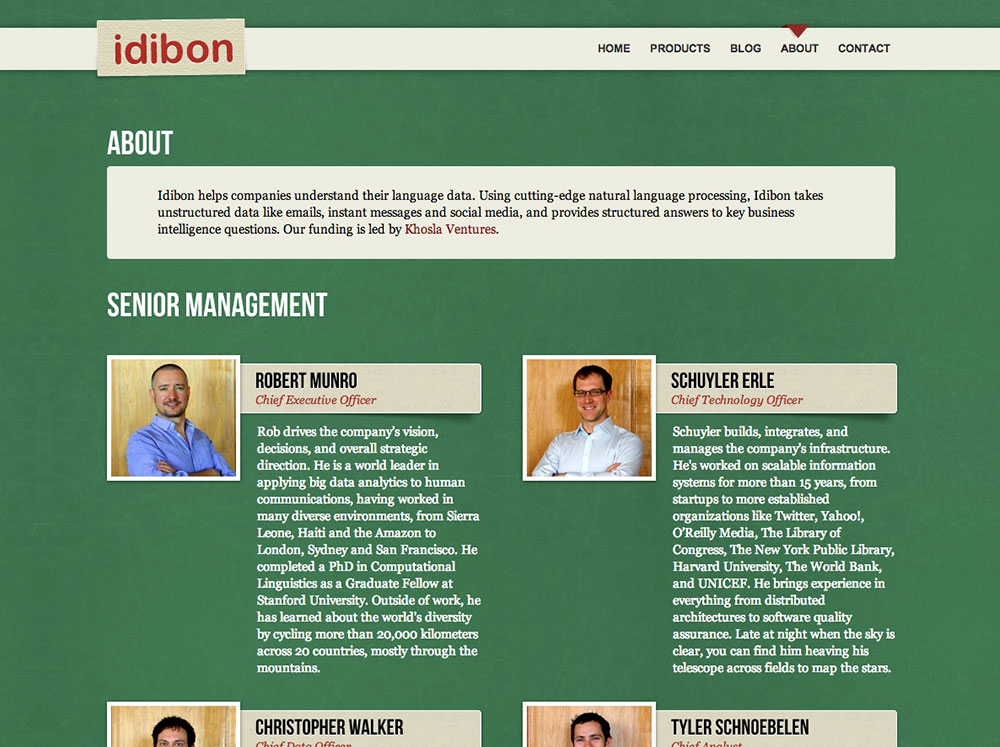 idibon
HOME PRODUCTS BLOG ABOUT CONTACT
ABOUT
Idibon helps companies understand their language data. Using cutting-edge natural language processing, Idibon takes
unstructured data like emails, instant messages and social media, and provides structured answers to key business
intelligence questions. Our funding is led by Khosla Ventures.
SENIOR MANAGEMENT
ROBERT MUNRO
Chief Executive Officer
Rob drives the company's vision,
decisions, and overall strategic
direction. He is a world leader in
applying big data analytics to human
communications, having worked in
many diverse environments, from Sierra
Leone, Haiti and the Amazon to
London, Sydney and San Francisco. He
completed a PhD in Computational
Linguistics as a Graduate Fellow at
Stanford University. Outside of work, he
has learned about the world's diversity
by cycling more than 20,000 kilometers
across 20 countries, mostly through the
mountains.
SCHUYLER ERLE
Chief Technology Officer
Schuyler builds, integrates, and
manages the company's infrastructure.
He's worked on scalable information
systems for more than 15 years, from
startups to more established
organizations like Twitter, Yahoo!,
O'Reilly Media, The Library of
Congress, The New York Public Library,
Harvard University, The World Bank,
and UNICEF. He brings experience in
everything from distributed
architectures to software quality
assurance. Late at night when the sky is
clear, you can find him heaving his
telescope across fields to map the stars.
CHRISTOPHER WALKER
Chief Data Officer
TYLER SCHNOEBELEN
Chief Analyst